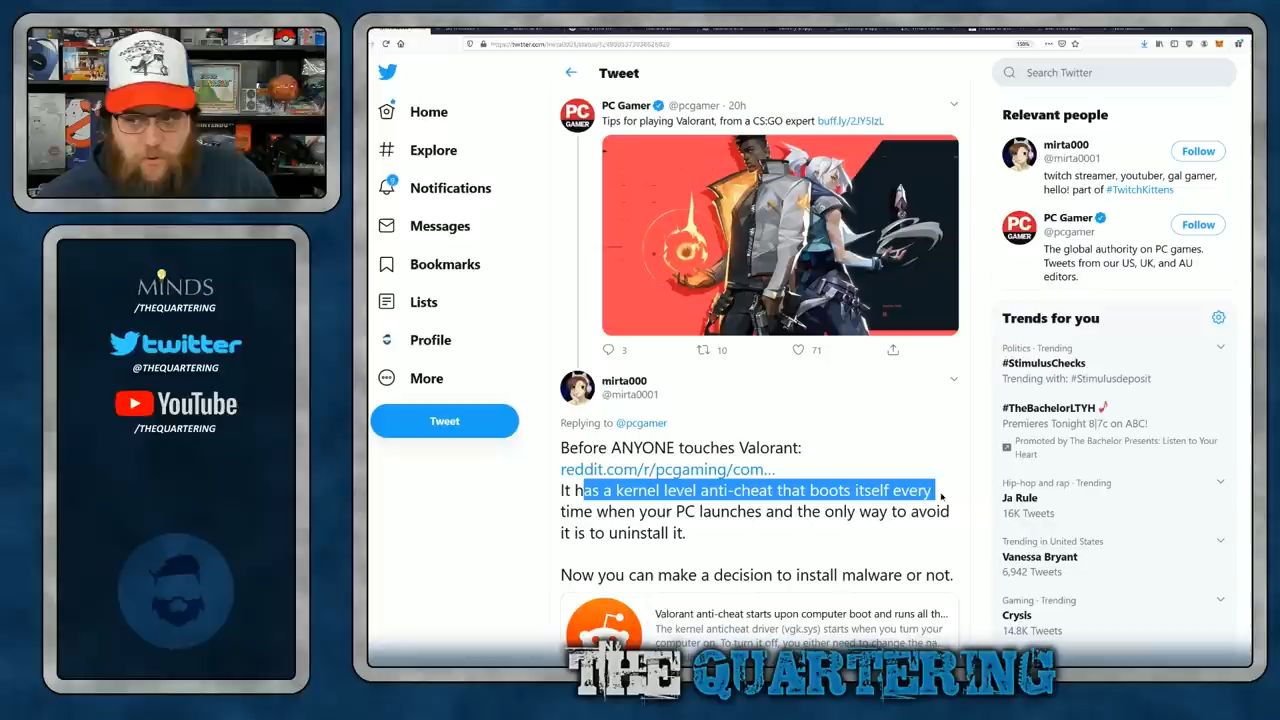 MINDS
/THEQUARTERING
twitter
@THEQUARTERING
YouTube
/THEQUARTERING
Home
Explore
Notifications
Messages
Bookmarks
Lists
Profile
More
Tweet
Tweet
PC Gamer @pcgamer · 20h
Tips for playing Valorant, from a CS:GO expert buff.ly/2JY5IzL
PC
GAMER
3 10 71
mirta000
@mirta0001
Replying to @pcgamer
Before ANYONE touches Valorant:
reddit.com/r/pcgaming/com...
It has a kernel level anti-cheat that boots itself every
time when your PC launches and the only way to avoid
it is to uninstall it.
Now you can make a decision to install malware or not.
Valorant anti-cheat starts upon computer boot and runs all th...
The kernel anticheat driver (vgk.sys) starts when you turn your
computer on. To turn it off, you either need to change the na...
150%
Search Twitter
Relevant people
mirta000
@mirta0001
Follow
twitch streamer, youtuber, gal gamer,
hello! part of #TwitchKittens
PC
GAMER
PC Gamer
@pcgamer
Follow
The global authority on PC games.
Tweets from our US, UK, and AU
editors.
Trends for you
Politics · Trending
#StimulusChecks
Trending with: #Stimulusdeposit
#TheBachelorLTYH
Premieres Tonight 8|7c on ABC!
Promoted by The Bachelor Presents: Listen to Your
Heart
Hip-hop and rap · Trending
Ja Rule
16K Tweets
Trending in United States
Vanessa Bryant
6,942 Tweets
Gaming · Trending
Crysis
14.8K Tweets
THE QUARTERING